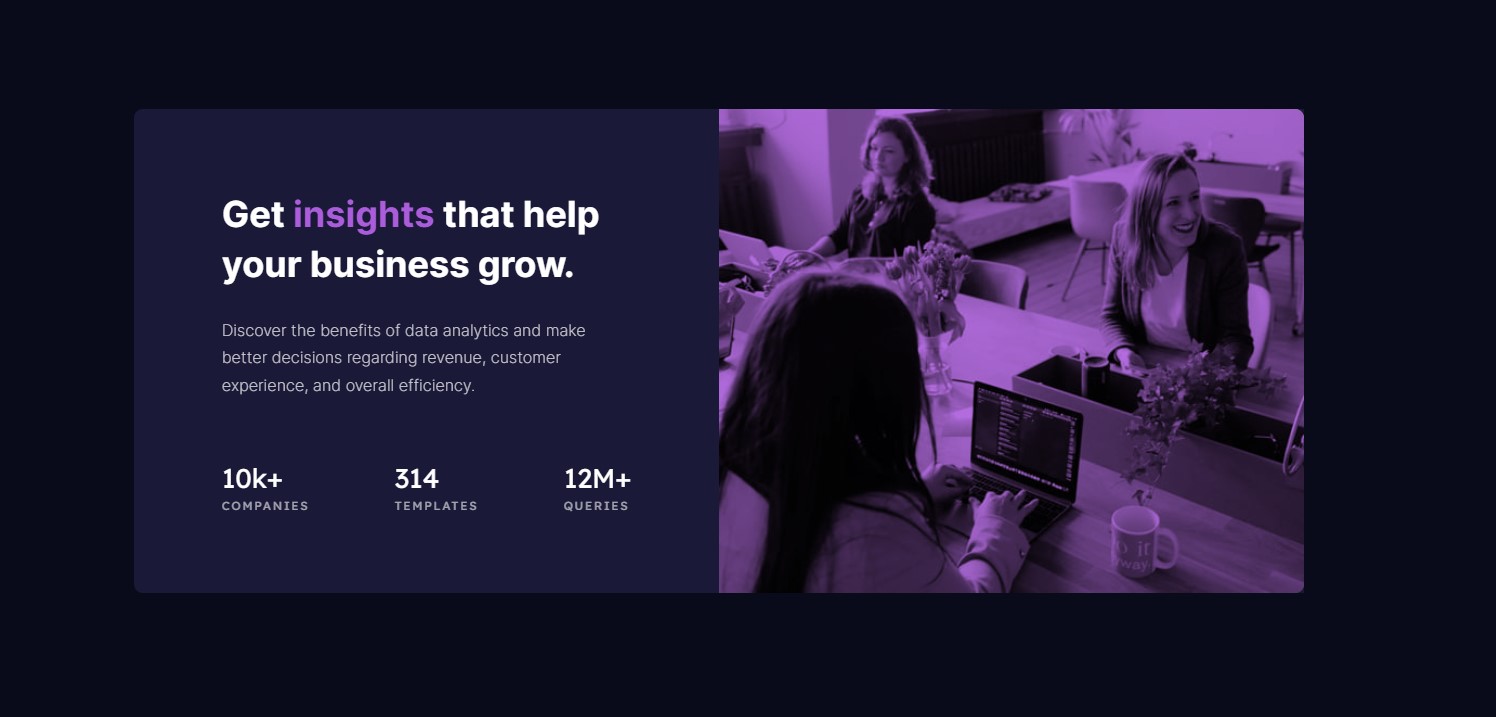 Get insights that help
your business grow.
Discover the benefits of data analytics and make
better decisions regarding revenue, customer
experience, and overall efficiency.
10k+ 314 12M+
COMPANIES TEMPLATES QUERIES